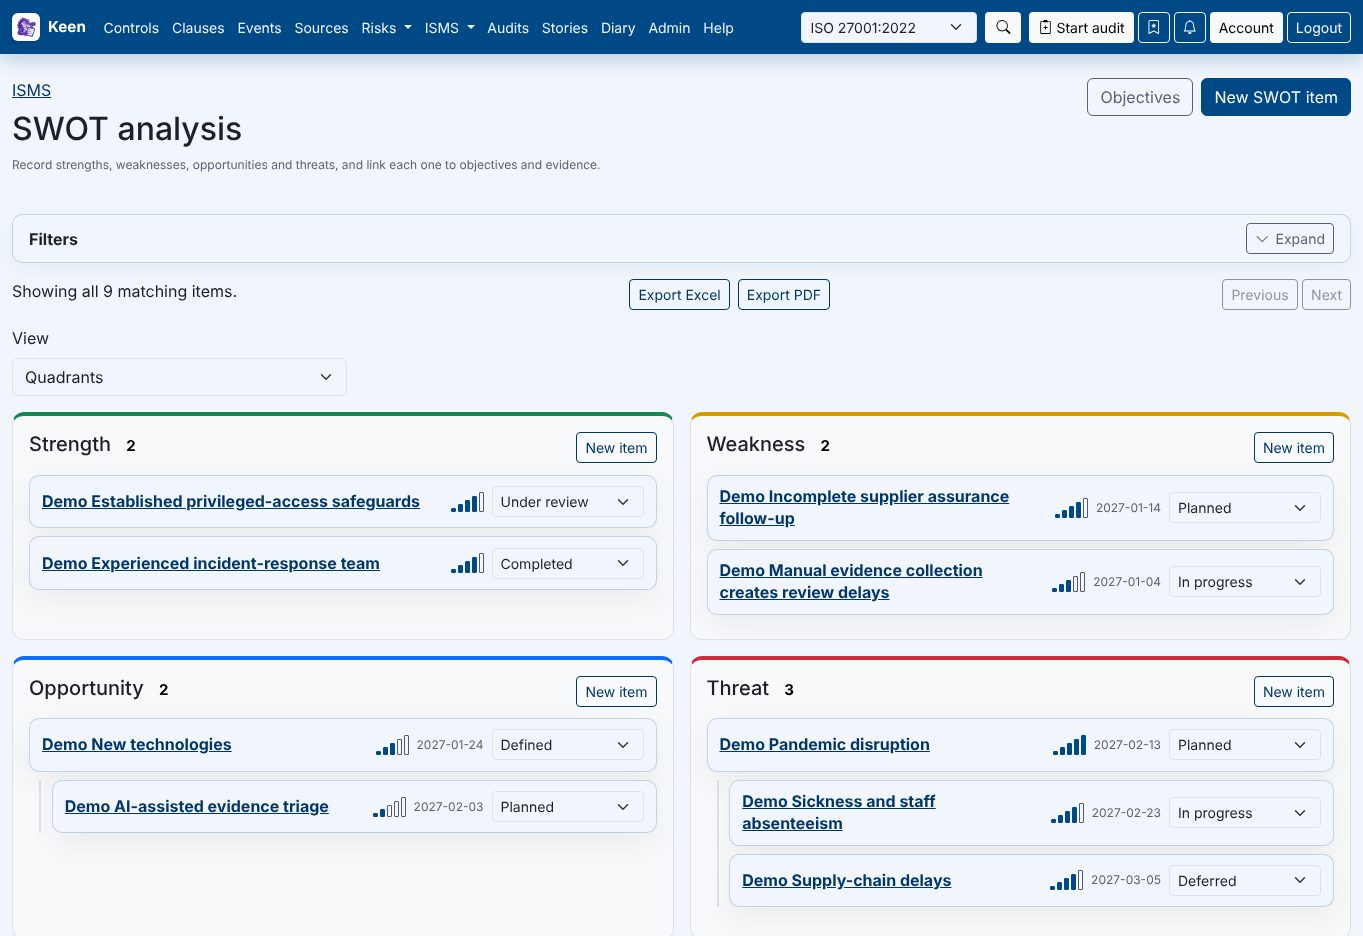 Keen
Controls Clauses Events Sources Risks ISMS Audits Stories Diary Admin Help
ISO 27001:2022
Start audit
Account
Logout
ISMS
SWOT analysis
Record strengths, weaknesses, opportunities and threats, and link each one to objectives and evidence.
Objectives
New SWOT item
Filters
Expand
Showing all 9 matching items.
Export Excel
Export PDF
Previous
Next
View
Quadrants
Strength 2
New item
Demo Established privileged-access safeguards
Under review
Demo Experienced incident-response team
Completed
Weakness 2
New item
Demo Incomplete supplier assurance
follow-up
2027-01-14
Planned
Demo Manual evidence collection
creates review delays
2027-01-04
In progress
Opportunity 2
New item
Demo New technologies
2027-01-24
Defined
Demo AI-assisted evidence triage
2027-02-03
Planned
Threat 3
New item
Demo Pandemic disruption
2027-02-13
Planned
Demo Sickness and staff
absenteeism
2027-02-23
In progress
Demo Supply-chain delays
2027-03-05
Deferred